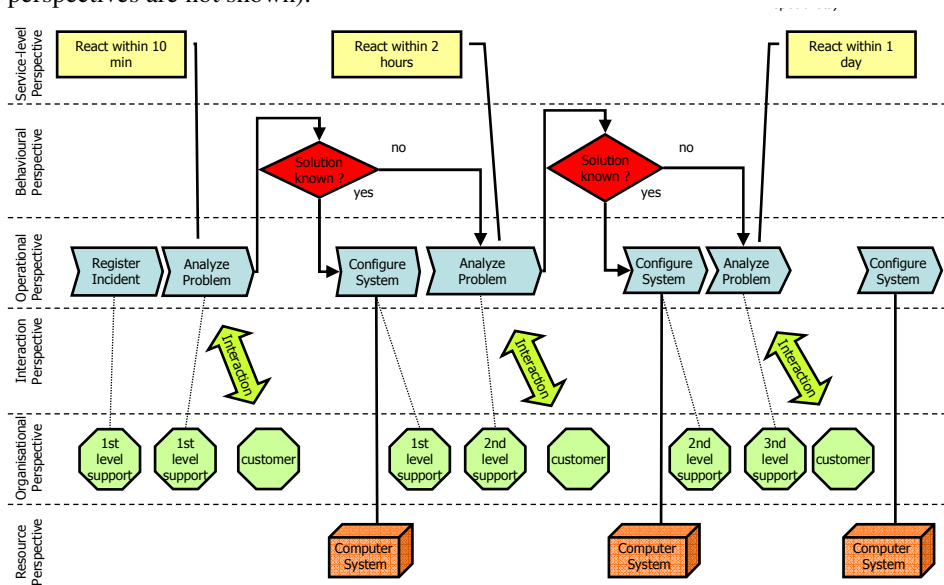 perspectives are not shown).
Service-level
Perspective
React within 10
min
React within 2
hours
React within 1
day
Behavioural
Perspective
Solution
known ?
no
yes
Solution
known ?
no
yes
Operational
Perspective
Register
Incident
Analyze
Problem
Configure
System
Analyze
Problem
Configure
System
Analyze
Problem
Configure
System
Interaction
Perspective
Interaction
Interaction
Interaction
Organisational
Perspective
1st
level
support
1st
level
support
customer
1st
level
support
2nd
level
support
customer
2nd
level
support
3nd
level
support
customer
Resource
Perspective
Computer
System
Computer
System
Computer
System